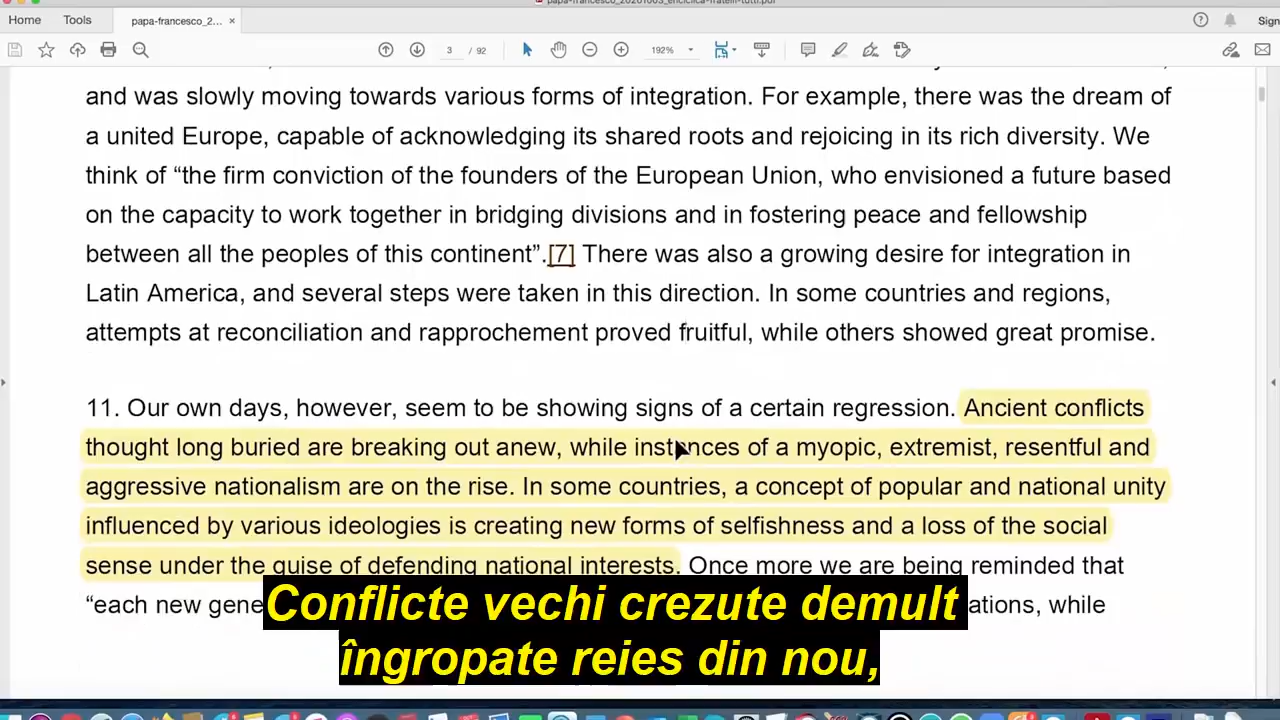 papa-francesco_20201003_enciclica-fratelli-tutti.pdf
Home Tools papa-francesco_2... × Sign
3 / 92 192%
and was slowly moving towards various forms of integration. For example, there was the dream of
a united Europe, capable of acknowledging its shared roots and rejoicing in its rich diversity. We
think of “the firm conviction of the founders of the European Union, who envisioned a future based
on the capacity to work together in bridging divisions and in fostering peace and fellowship
between all the peoples of this continent”.[7] There was also a growing desire for integration in
Latin America, and several steps were taken in this direction. In some countries and regions,
attempts at reconciliation and rapprochement proved fruitful, while others showed great promise.
11. Our own days, however, seem to be showing signs of a certain regression. Ancient conflicts
thought long buried are breaking out anew, while instances of a myopic, extremist, resentful and
aggressive nationalism are on the rise. In some countries, a concept of popular and national unity
influenced by various ideologies is creating new forms of selfishness and a loss of the social
sense under the guise of defending national interests. Once more we are being reminded that
“each new gene ations, while
Conflicte vechi crezute demult
îngropate reies din nou,